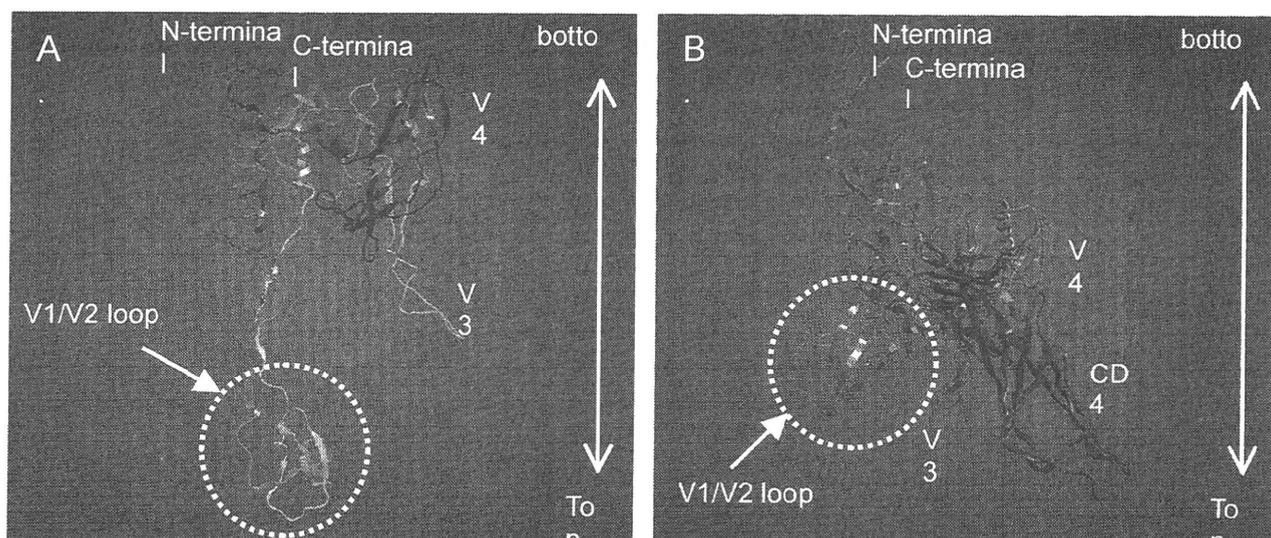 A
N-termina
C-termina
botto
V
4
V1/V2 loop
V
3
To
B
N-termina
C-termina
botto
V
4
CD
4
V
3
V1/V2 loop
To